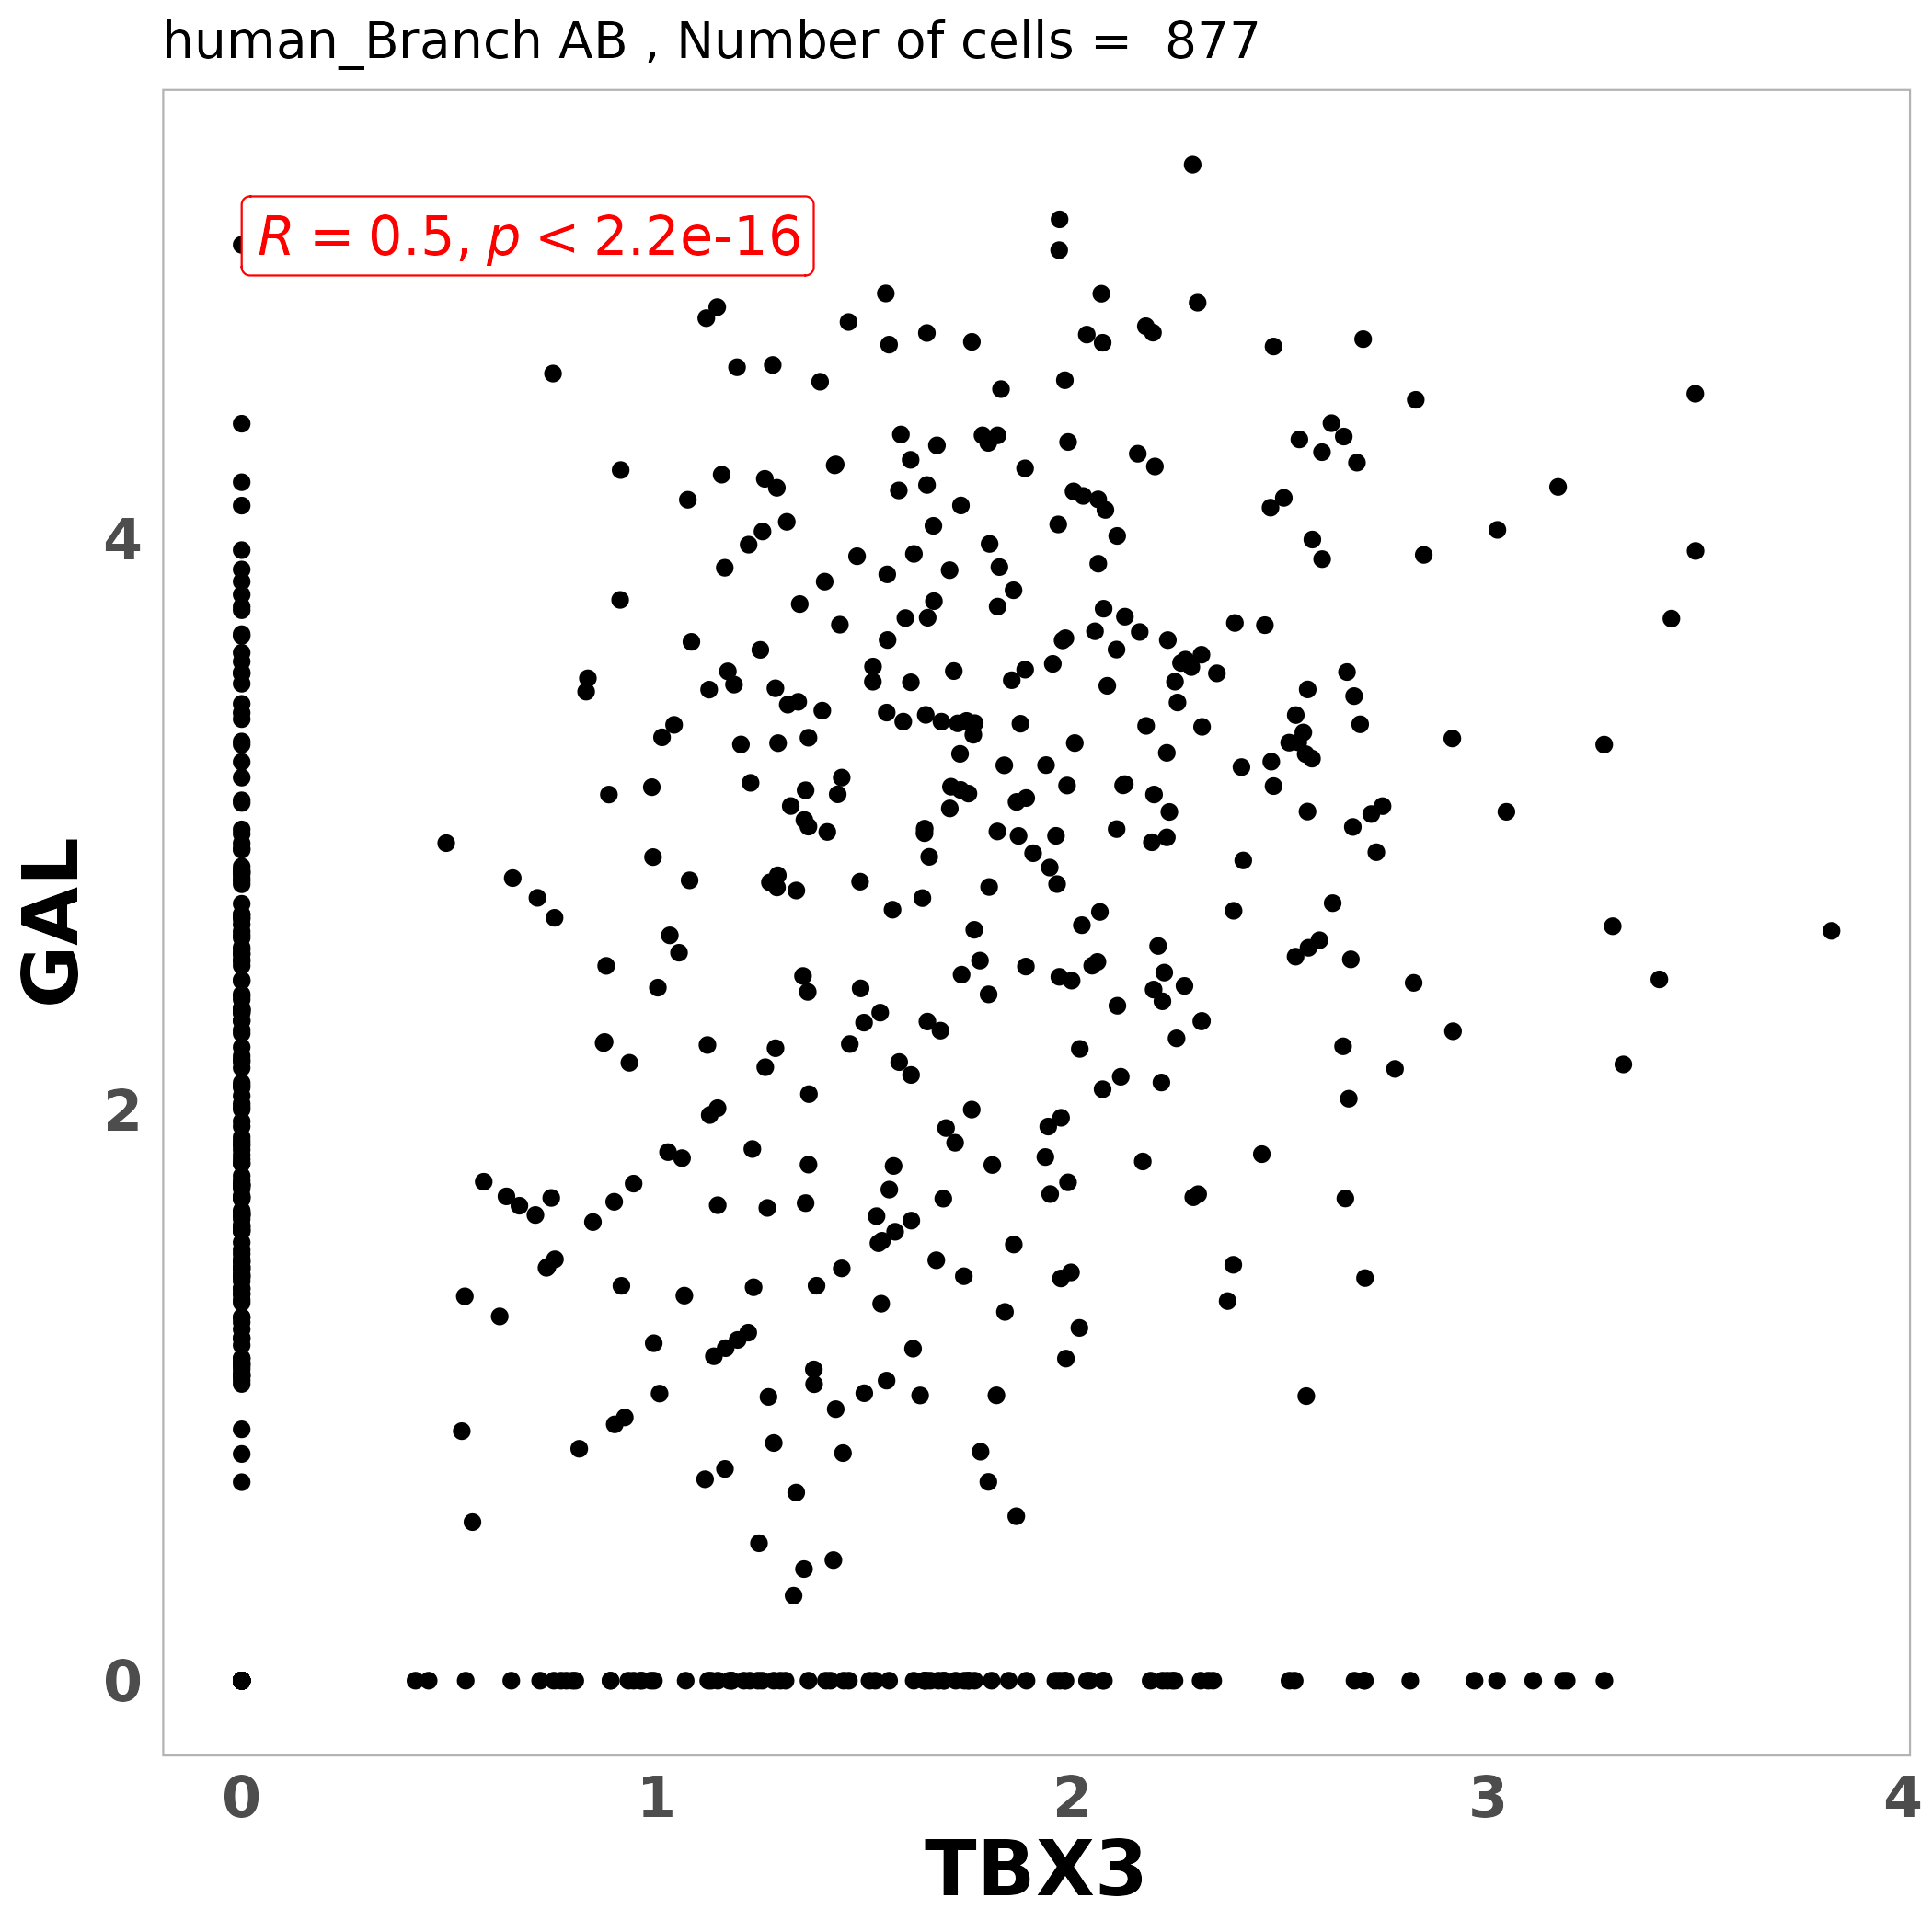 human_Branch AB , Number of cells =  877
R = 0.5, p < 2.2e-16
4
2
0
GAL
0 1 2 3 4
TBX3